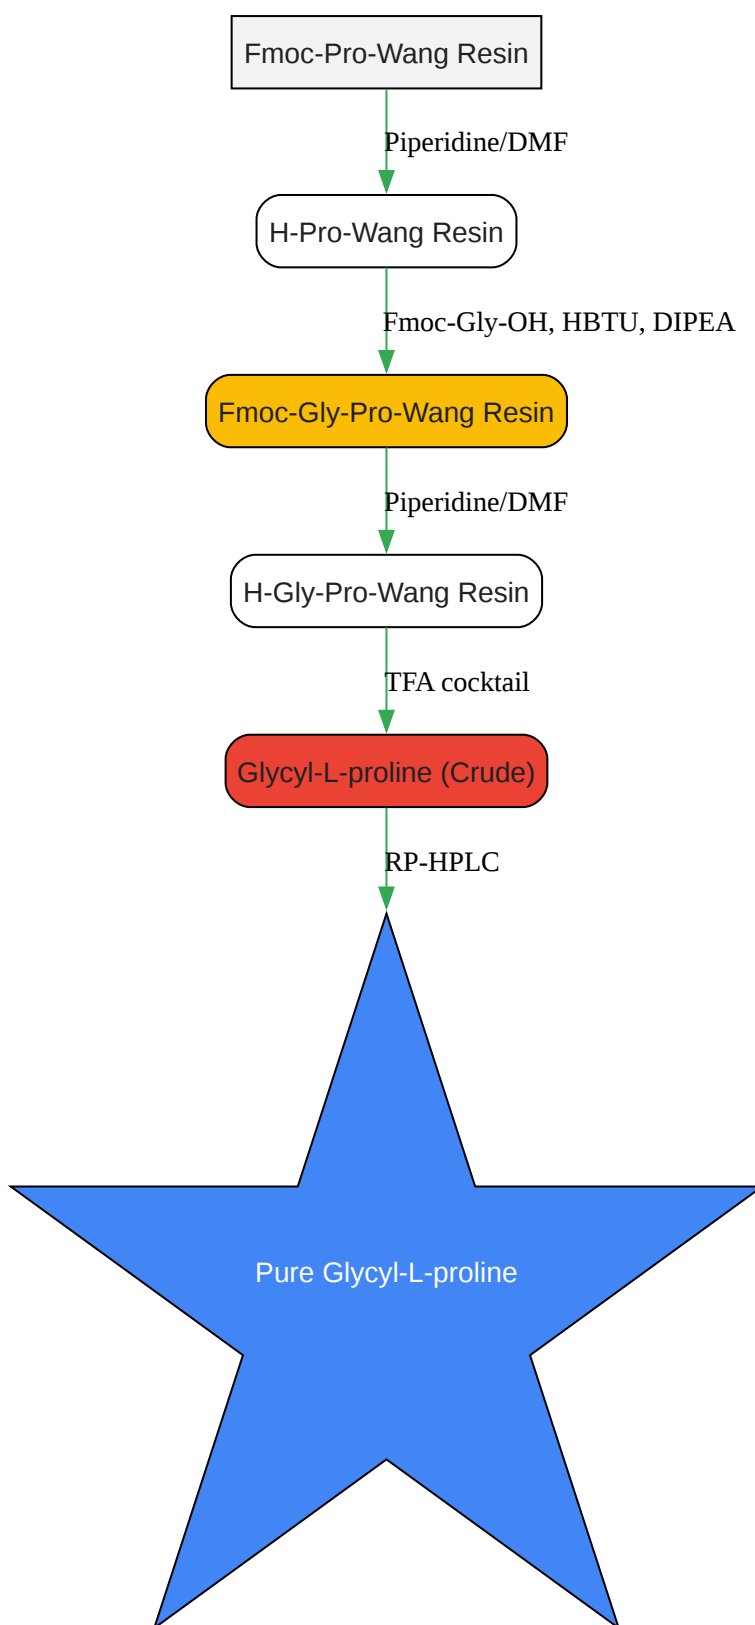 Fmoc-Pro-Wang Resin
Piperidine/DMF
H-Pro-Wang Resin
Fmoc-Gly-OH, HBTU, DIPEA
Fmoc-Gly-Pro-Wang Resin
Piperidine/DMF
H-Gly-Pro-Wang Resin
TFA cocktail
Glycyl-L-proline (Crude)
RP-HPLC
Pure Glycyl-L-proline